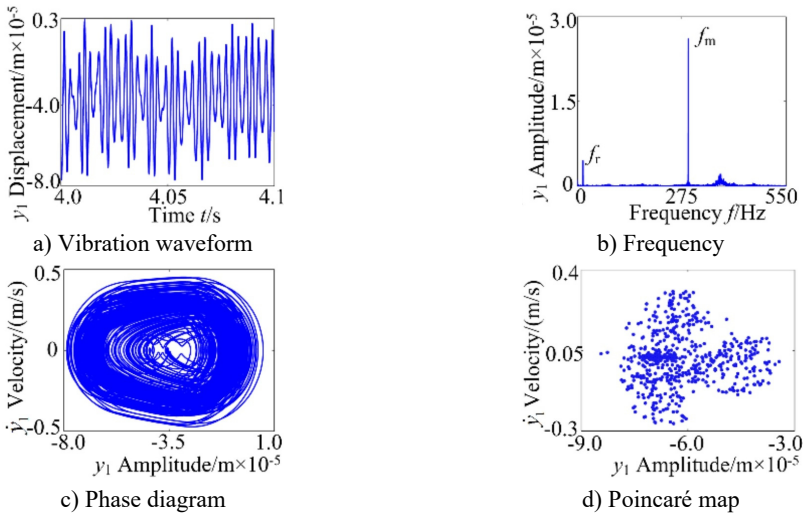 y₁ Displacement/m×10⁻⁵
0.3
-4.0
-8.0
4.0 4.05 4.1
Time t/s
a) Vibration waveform
y₁ Amplitude/m×10⁻⁵
3.0
1.5
0
fᵣ
fₘ
0 275 550
Frequency f/Hz
b) Frequency
ẏ₁ Velocity/(m/s)
0.5
0
-0.5
-8.0 -3.5 1.0
y₁ Amplitude/m×10⁻⁵
c) Phase diagram
ẏ₁ Velocity/(m/s)
0.4
0.05
-0.3
-9.0 -6.0 -3.0
y₁ Amplitude/m×10⁻⁵
d) Poincaré map